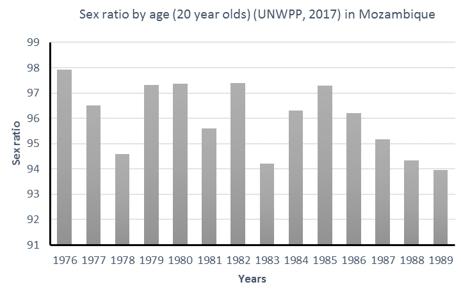 Sex ratio by age (20 year olds) (UNWPP, 2017) in Mozambique
99
98
97
96
95
94
93
92
91
Sex ratio
1976 1977 1978 1979 1980 1981 1982 1983 1984 1985 1986 1987 1988 1989
Years